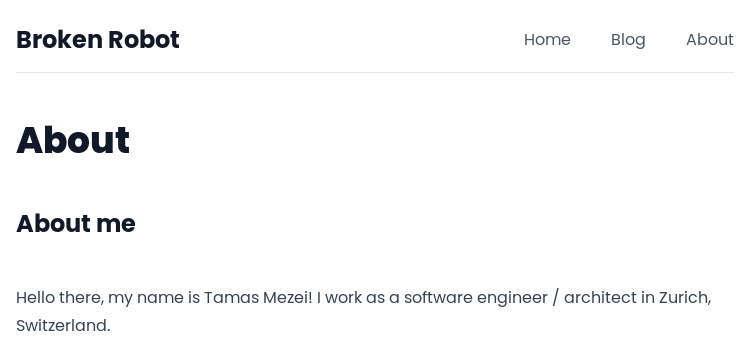 Broken Robot
Home Blog About
About
About me
Hello there, my name is Tamas Mezei! I work as a software engineer / architect in Zurich,
Switzerland.